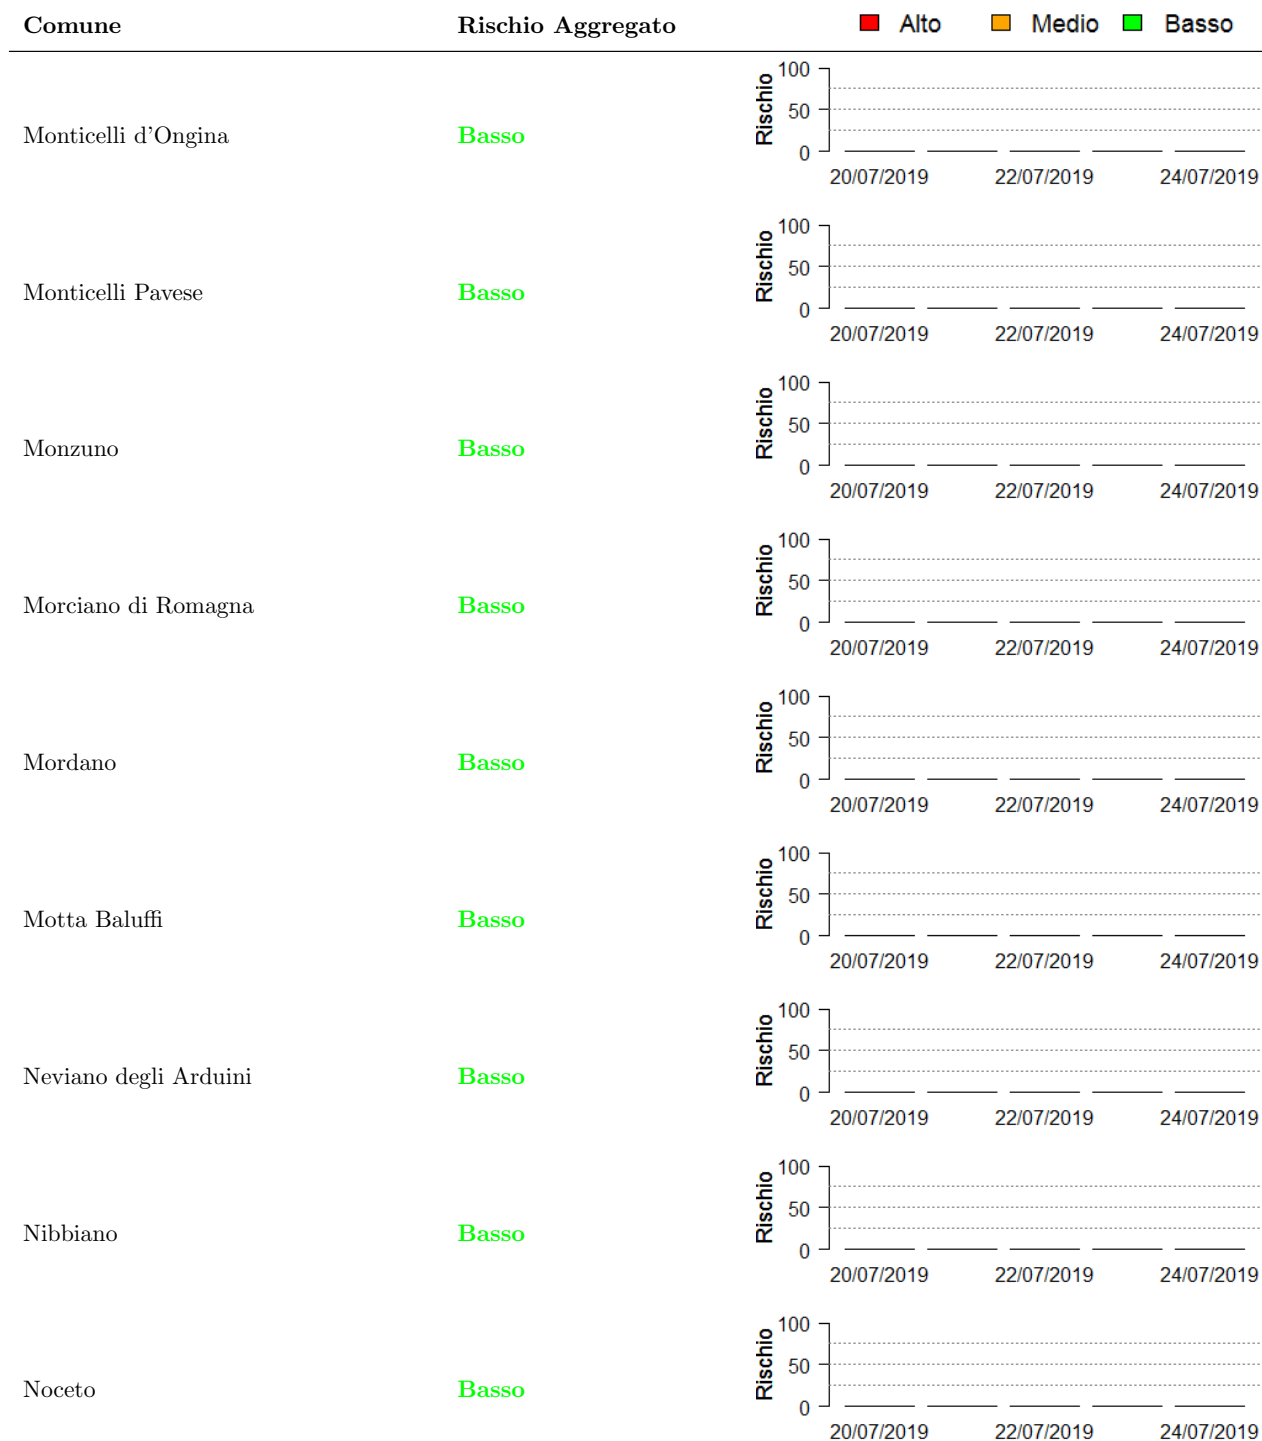 Comune Rischio Aggregato Alto Medio Basso
Monticelli d'Ongina Basso
Rischio
100
50
0
20/07/2019 22/07/2019 24/07/2019
Monticelli Pavese Basso
Rischio
100
50
0
20/07/2019 22/07/2019 24/07/2019
Monzuno Basso
Rischio
100
50
0
20/07/2019 22/07/2019 24/07/2019
Morciano di Romagna Basso
Rischio
100
50
0
20/07/2019 22/07/2019 24/07/2019
Mordano Basso
Rischio
100
50
0
20/07/2019 22/07/2019 24/07/2019
Motta Baluffi Basso
Rischio
100
50
0
20/07/2019 22/07/2019 24/07/2019
Neviano degli Arduini Basso
Rischio
100
50
0
20/07/2019 22/07/2019 24/07/2019
Nibbiano Basso
Rischio
100
50
0
20/07/2019 22/07/2019 24/07/2019
Noceto Basso
Rischio
100
50
0
20/07/2019 22/07/2019 24/07/2019